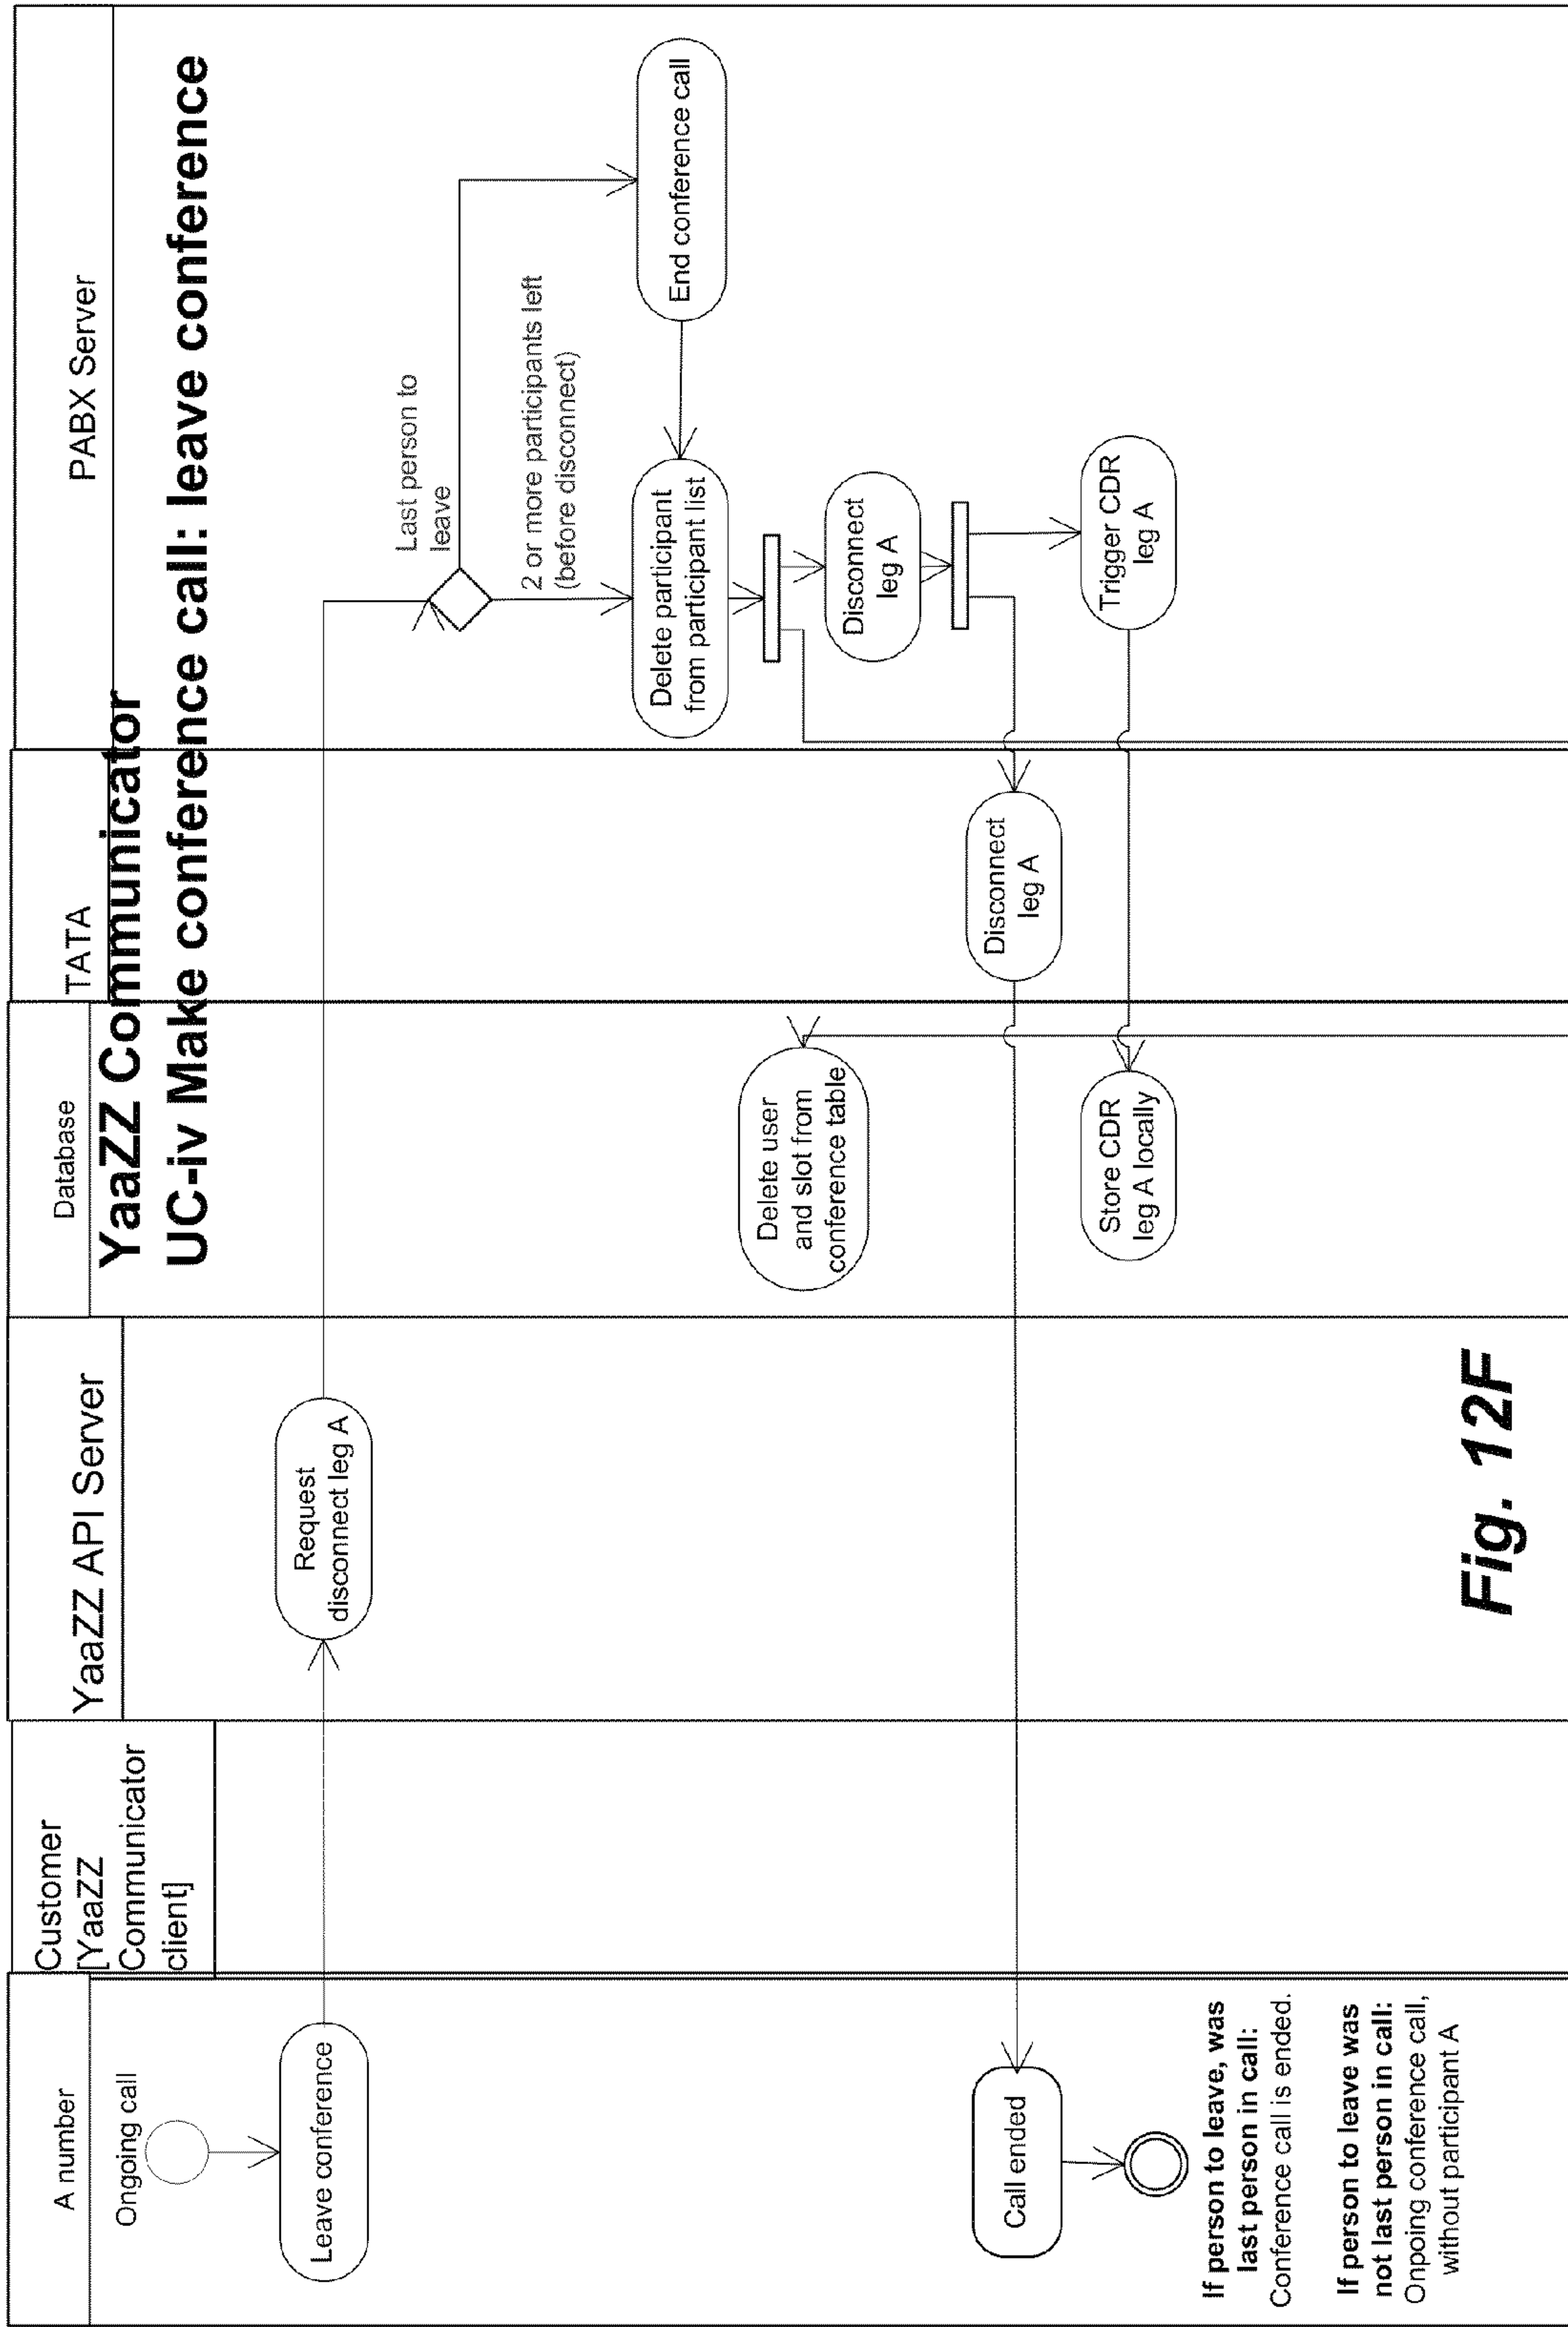 YaaZZ Communicator
UC-iv Make conference call: leave conference
A number
Customer
[YaaZZ
Communicator
client]
YaaZZ API Server
Database
TATA
PABX Server
Ongoing call
Leave conference
Request
disconnect leg A
Last person to
leave
2 or more participants left
(before disconnect)
End conference call
Delete participant
from participant list
Delete user
and slot from
conference table
Disconnect
leg A
Call ended
Disconnect
leg A
Store CDR
leg A locally
Trigger CDR
leg A
If person to leave, was
last person in call:
Conference call is ended.
If person to leave was
not last person in call:
Onpoing conference call,
without participant A
Fig. 12F